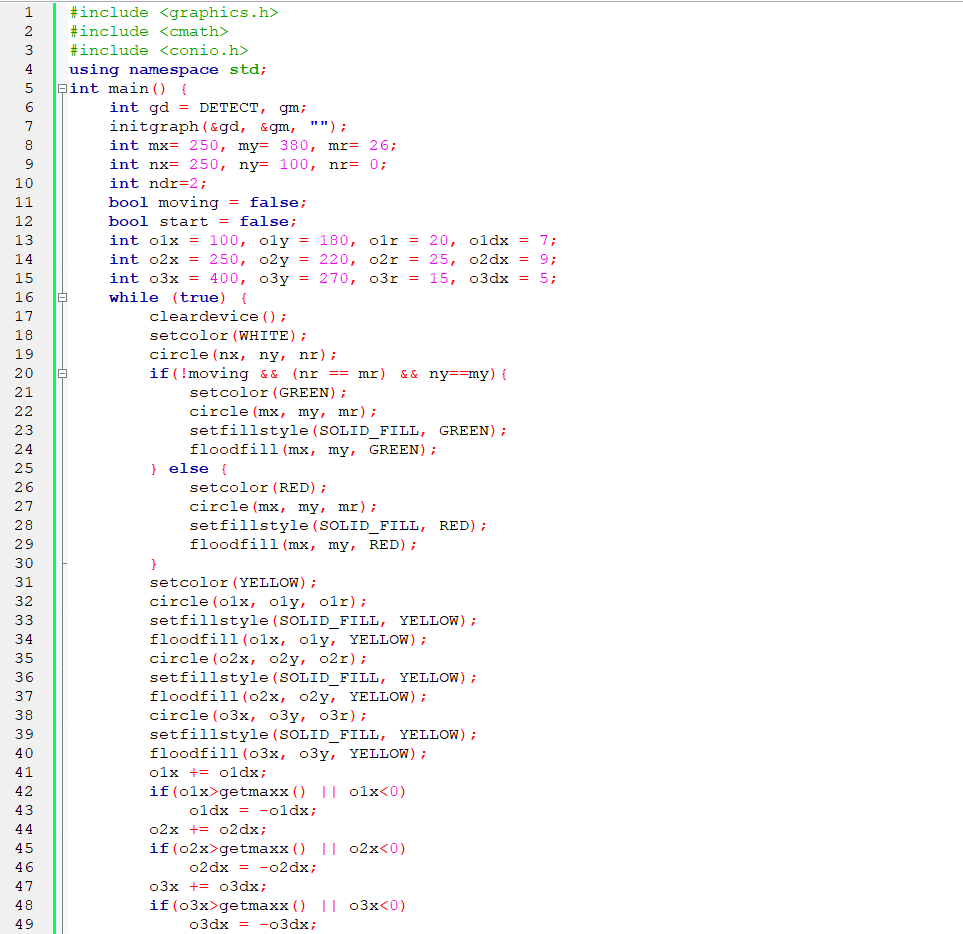 1 #include <graphics.h>
2 #include <cmath>
3 #include <conio.h>
4 using namespace std;
5 int main() {
6     int gd = DETECT, gm;
7     initgraph(&gd, &gm, "");
8     int mx= 250, my= 380, mr= 26;
9     int nx= 250, ny= 100, nr= 0;
10     int ndr=2;
11     bool moving = false;
12     bool start = false;
13     int o1x = 100, o1y = 180, o1r = 20, o1dx = 7;
14     int o2x = 250, o2y = 220, o2r = 25, o2dx = 9;
15     int o3x = 400, o3y = 270, o3r = 15, o3dx = 5;
16     while (true) {
17         cleardevice();
18         setcolor(WHITE);
19         circle(nx, ny, nr);
20         if(!moving && (nr == mr) && ny==my){
21             setcolor(GREEN);
22             circle(mx, my, mr);
23             setfillstyle(SOLID_FILL, GREEN);
24             floodfill(mx, my, GREEN);
25         } else {
26             setcolor(RED);
27             circle(mx, my, mr);
28             setfillstyle(SOLID_FILL, RED);
29             floodfill(mx, my, RED);
30         }
31         setcolor(YELLOW);
32         circle(o1x, o1y, o1r);
33         setfillstyle(SOLID_FILL, YELLOW);
34         floodfill(o1x, o1y, YELLOW);
35         circle(o2x, o2y, o2r);
36         setfillstyle(SOLID_FILL, YELLOW);
37         floodfill(o2x, o2y, YELLOW);
38         circle(o3x, o3y, o3r);
39         setfillstyle(SOLID_FILL, YELLOW);
40         floodfill(o3x, o3y, YELLOW);
41         o1x += o1dx;
42         if(o1x>getmaxx() || o1x<0)
43             o1dx = -o1dx;
44         o2x += o2dx;
45         if(o2x>getmaxx() || o2x<0)
46             o2dx = -o2dx;
47         o3x += o3dx;
48         if(o3x>getmaxx() || o3x<0)
49             o3dx = -o3dx;